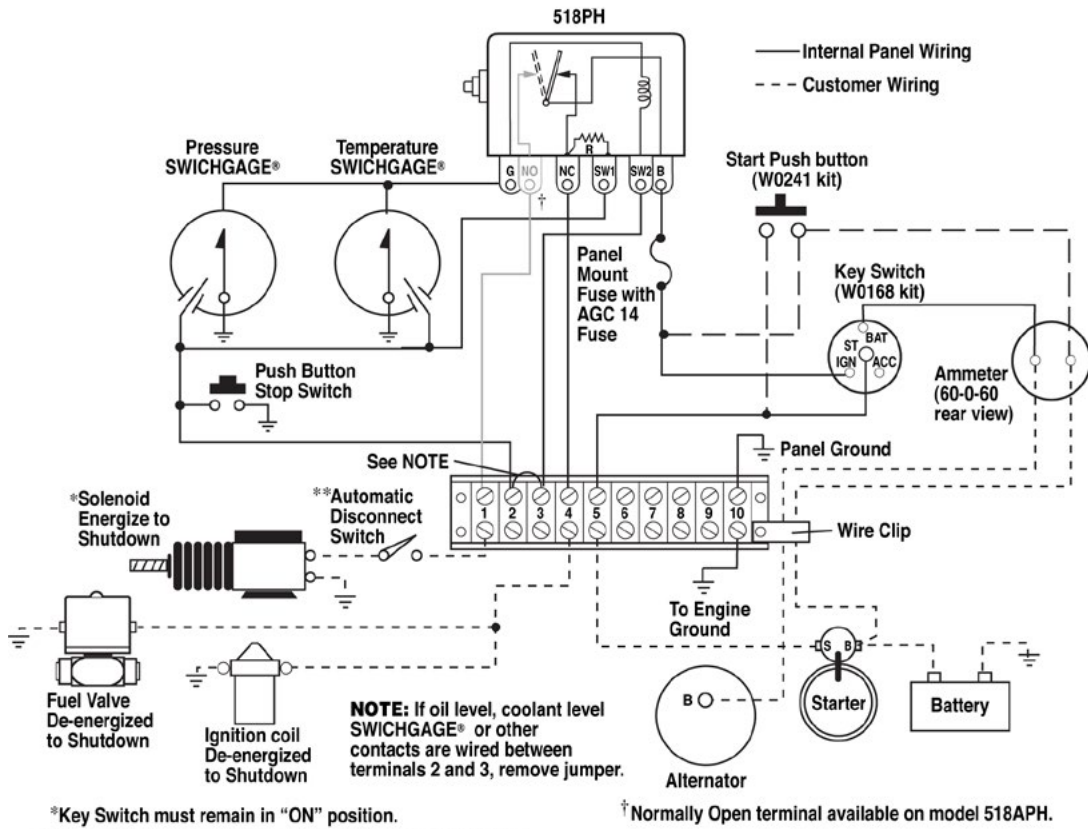 518PH
Internal Panel Wiring
Customer Wiring
Pressure
SWICHGAGE®
Temperature
SWICHGAGE®
R
G
NO
NC
SW1
SW2
B
†
Start Push button
(W0241 kit)
Panel
Mount
Fuse with
AGC 14
Fuse
Key Switch
(W0168 kit)
ST
BAT
IGN
ACC
Ammeter
(60-0-60
rear view)
Push Button
Stop Switch
See NOTE
Panel Ground
*Solenoid
Energize to
Shutdown
**Automatic
Disconnect
Switch
1 2 3 4 5 6 7 8 9 10
Wire Clip
To Engine
Ground
Fuel Valve
De-energized
to Shutdown
Ignition coil
De-energized
to Shutdown
NOTE: If oil level, coolant level
SWICHGAGE® or other
contacts are wired between
terminals 2 and 3, remove jumper.
B
Alternator
S B
Starter
Battery
*Key Switch must remain in “ON” position.
†Normally Open terminal available on model 518APH.